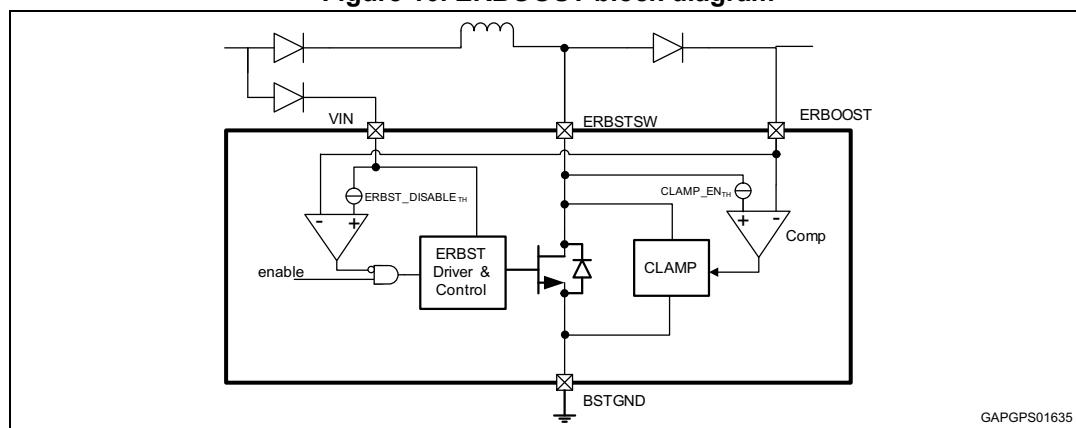 Figure 10. ERBOOST block diagram
VIN
ERBSTSW
ERBOOST
ERBST_DISABLE TH
CLAMP_EN TH
- +
+ -
Comp
enable
ERBST
Driver &
Control
CLAMP
BSTGND
GAPGPS01635